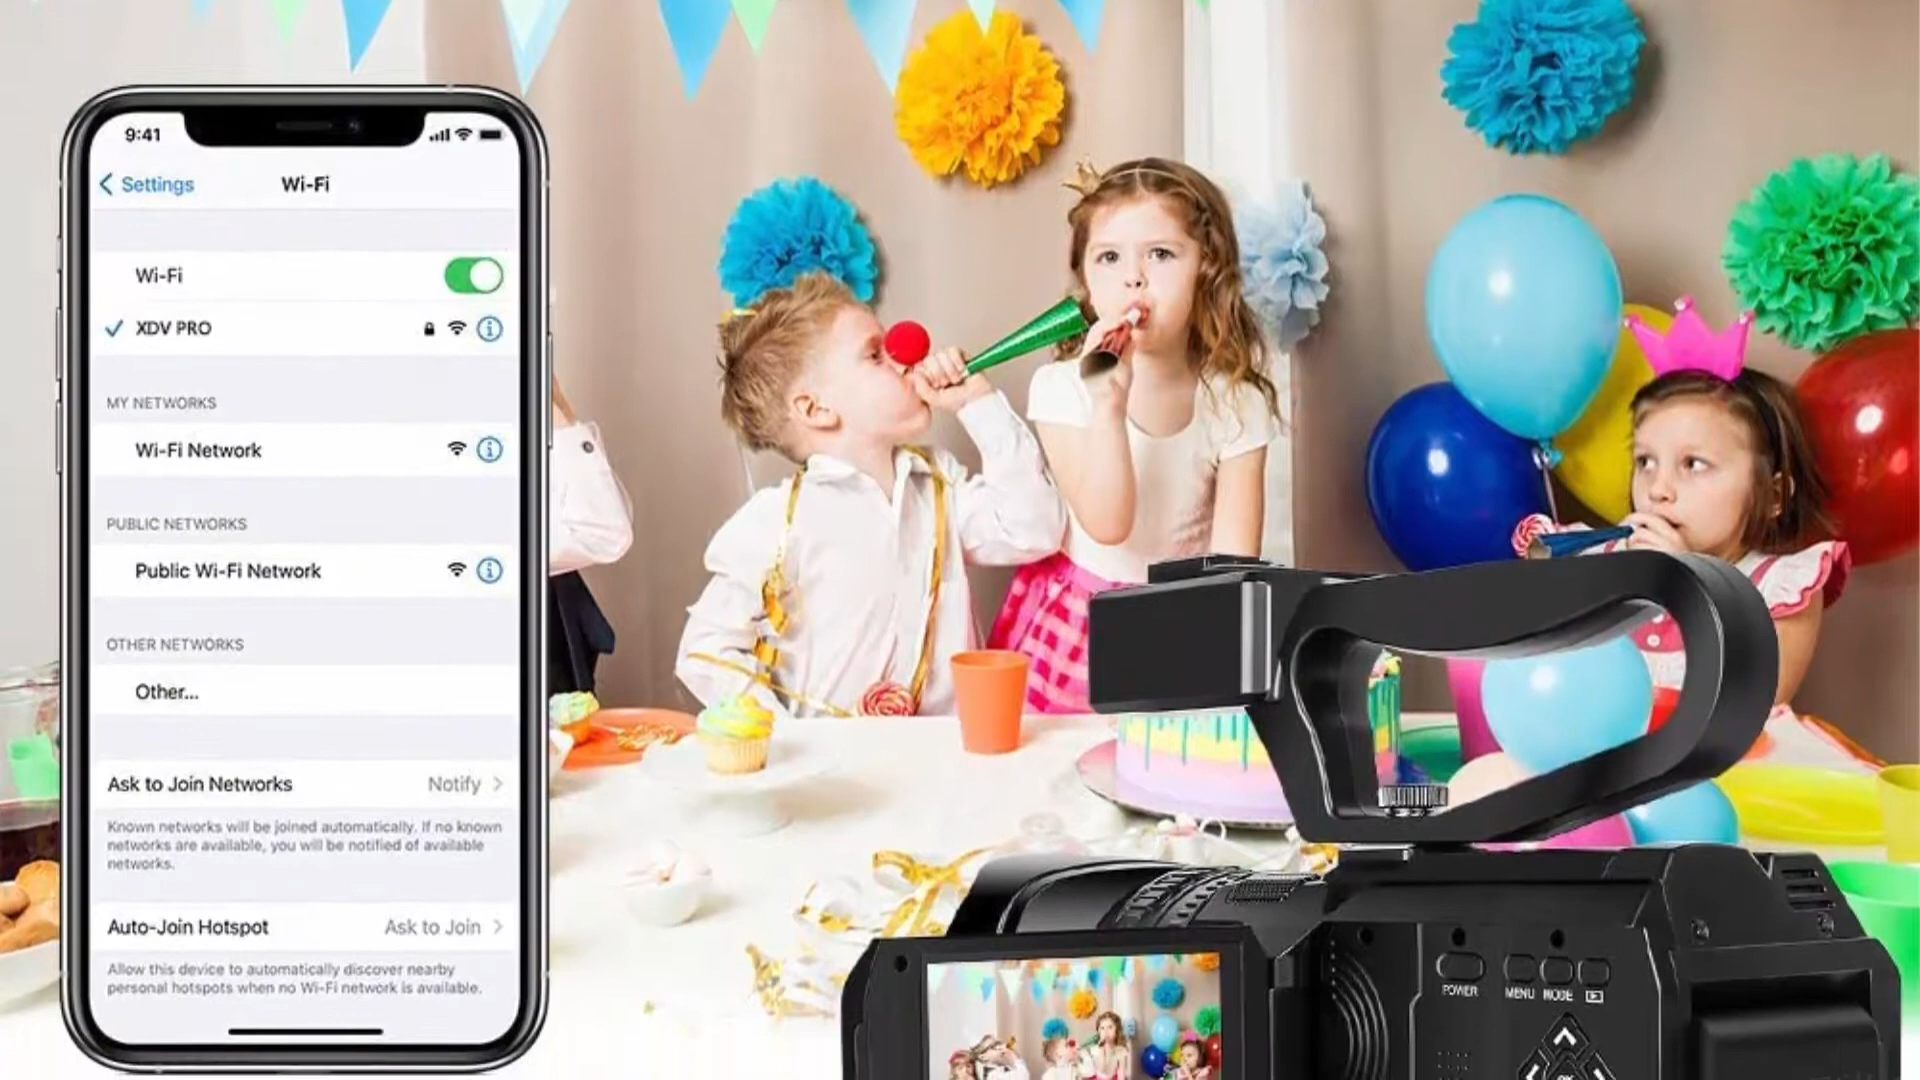 9:41
Settings
Wi-Fi
Wi-Fi
XDV PRO
MY NETWORKS
Wi-Fi Network
PUBLIC NETWORKS
Public Wi-Fi Network
OTHER NETWORKS
Other...
Ask to Join Networks Notify
Known networks will be joined automatically. If no known
networks are available, you will be notified of available
networks.
Auto-Join Hotspot Ask to Join
Allow this device to automatically discover nearby
personal hotspots when no Wi-Fi network is available.
POWER MENU MODE
OK